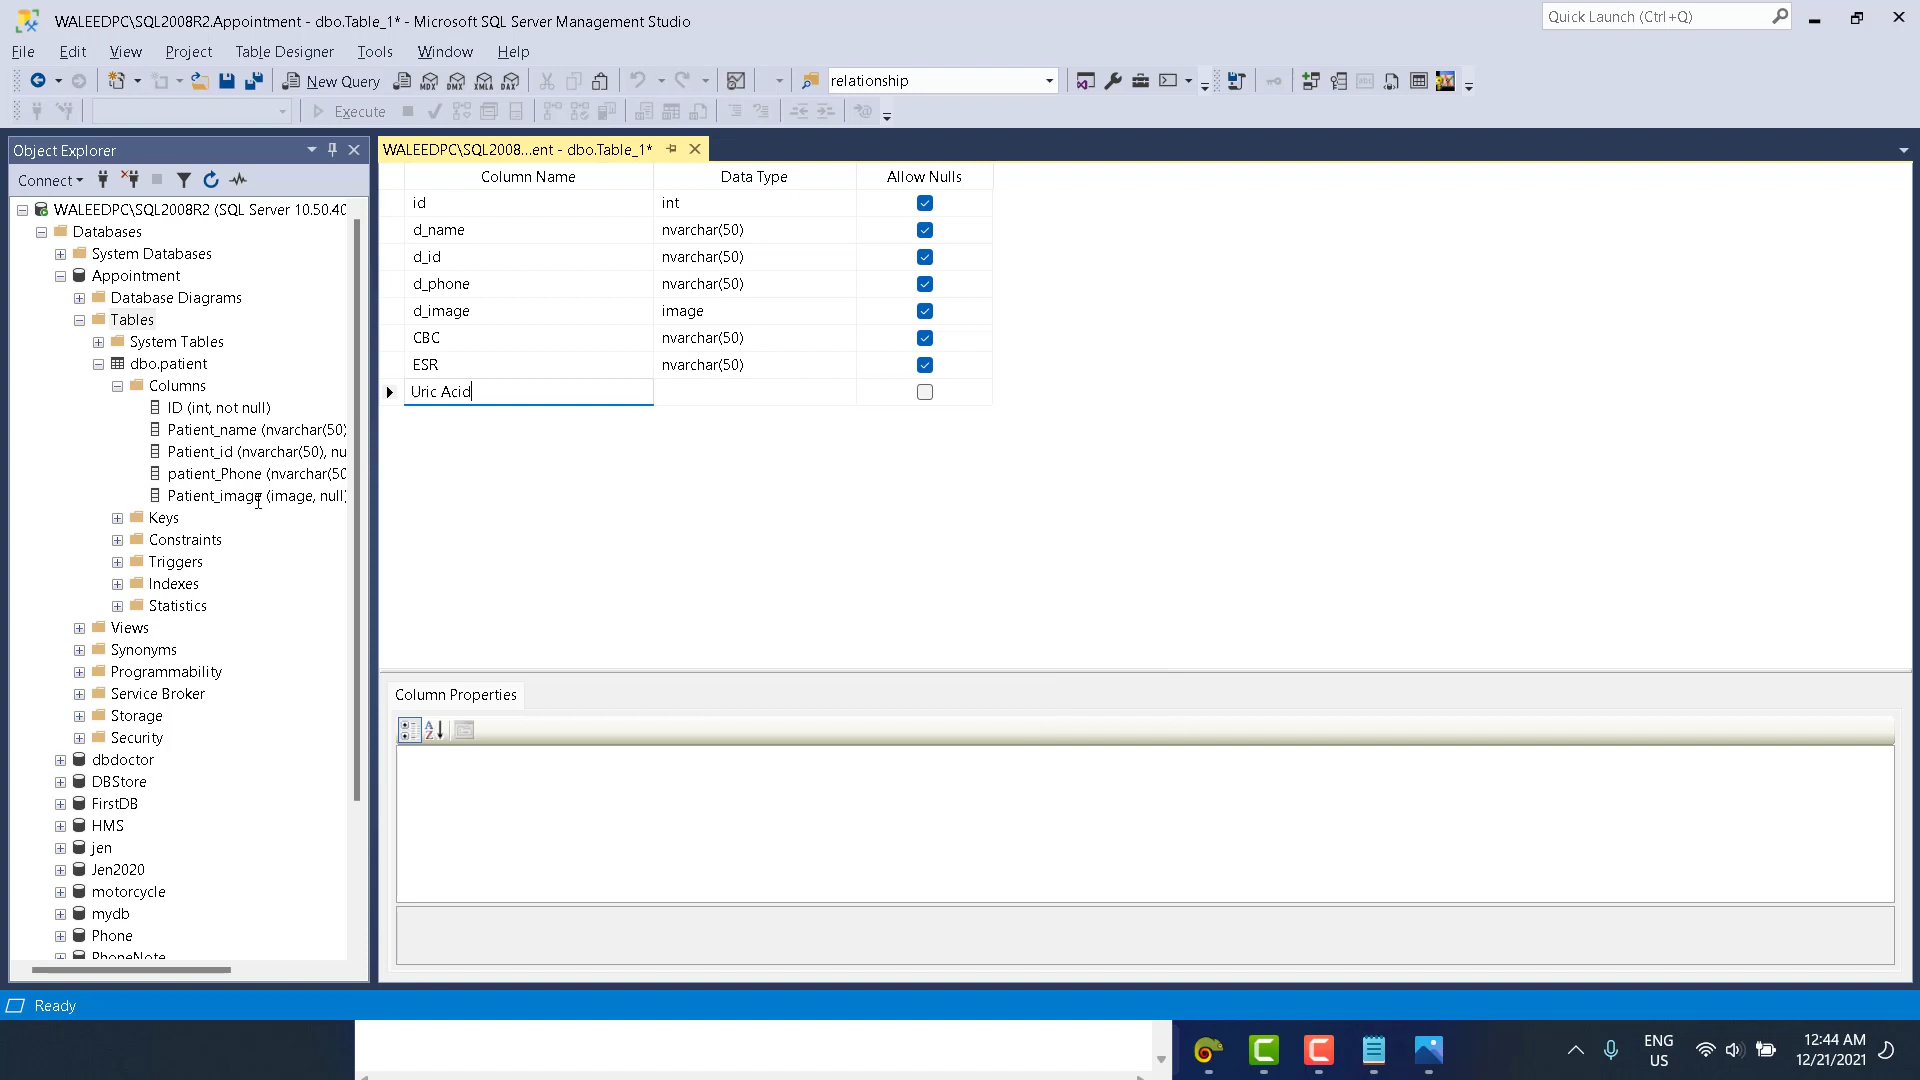 WALEEDPC\SQL2008R2.Appointment - dbo.Table_1* - Microsoft SQL Server Management Studio
Quick Launch (Ctrl+Q)
File Edit View Project Table Designer Tools Window Help
New Query MDX DMX XMLA DAX relationship
Execute
Object Explorer
WALEEDPC\SQL2008...ent - dbo.Table_1*
Connect
Column Name Data Type Allow Nulls
id int
d_name nvarchar(50)
d_id nvarchar(50)
d_phone nvarchar(50)
d_image image
CBC nvarchar(50)
ESR nvarchar(50)
Uric Acid
WALEEDPC\SQL2008R2 (SQL Server 10.50.40
Databases
System Databases
Appointment
Database Diagrams
Tables
System Tables
dbo.patient
Columns
ID (int, not null)
Patient_name (nvarchar(50)
Patient_id (nvarchar(50), nu
patient_Phone (nvarchar(50
Patient_image (image, null)
Keys
Constraints
Triggers
Indexes
Statistics
Views
Synonyms
Programmability
Service Broker
Storage
Security
dbdoctor
DBStore
FirstDB
HMS
jen
Jen2020
motorcycle
mydb
Phone
PhoneNote
Column Properties
Ready
ENG
US
12:44 AM
12/21/2021